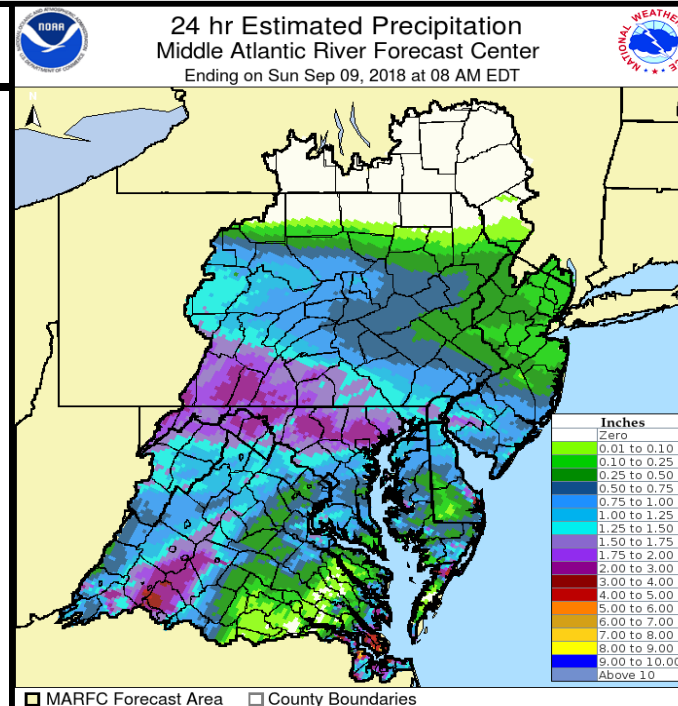 24 hr Estimated Precipitation
Middle Atlantic River Forecast Center
Ending on Sun Sep 09, 2018 at 08 AM EDT
NOAA
N
Inches
Zero
0.01 to 0.10
0.10 to 0.25
0.25 to 0.50
0.50 to 0.75
0.75 to 1.00
1.00 to 1.25
1.25 to 1.50
1.50 to 1.75
1.75 to 2.00
2.00 to 3.00
3.00 to 4.00
4.00 to 5.00
5.00 to 6.00
6.00 to 7.00
7.00 to 8.00
8.00 to 9.00
9.00 to 10.00
Above 10
MARFC Forecast Area County Boundaries